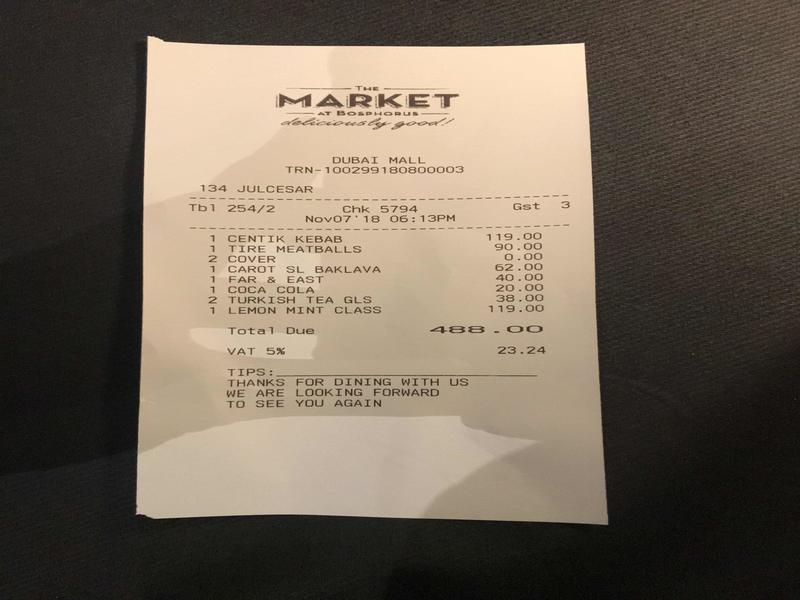 THE
MARKET
AT BOSPHORUS
deliciously good!
DUBAI MALL
TRN-100299180800003
134 JULCESAR
Tbl 254/2 Chk 5794 Gst 3
Nov07'18 06:13PM
1 CENTIK KEBAB 119.00
1 TIRE MEATBALLS 90.00
2 COVER 0.00
1 CAROT SL BAKLAVA 62.00
1 FAR & EAST 40.00
1 COCA COLA 20.00
2 TURKISH TEA GLS 38.00
1 LEMON MINT CLASS 119.00
Total Due 488.00
VAT 5% 23.24
TIPS:
THANKS FOR DINING WITH US
WE ARE LOOKING FORWARD
TO SEE YOU AGAIN